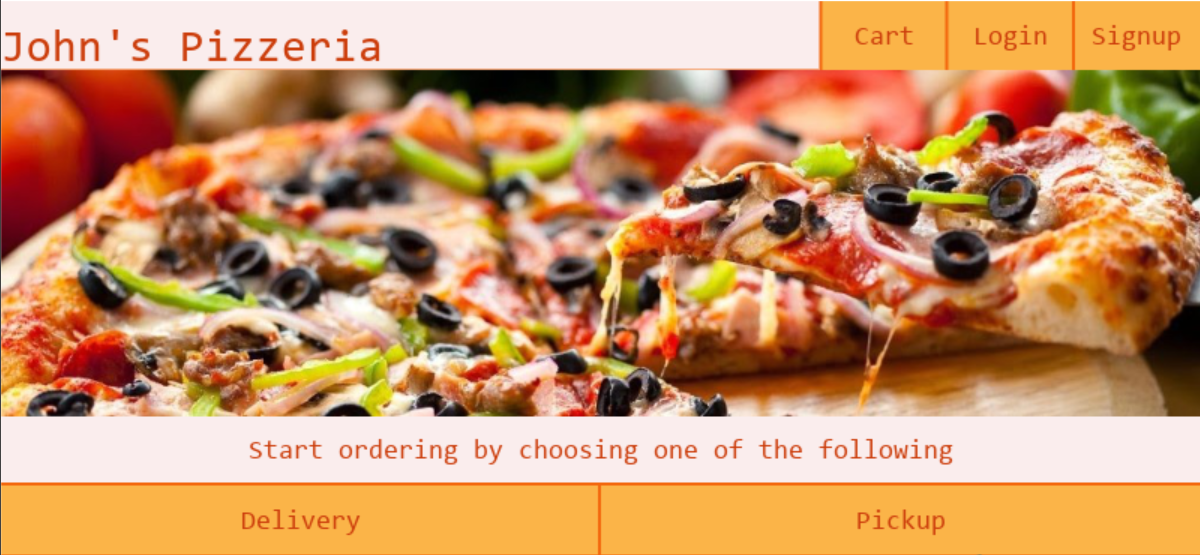 John's Pizzeria
Cart Login Signup
Start ordering by choosing one of the following
Delivery Pickup